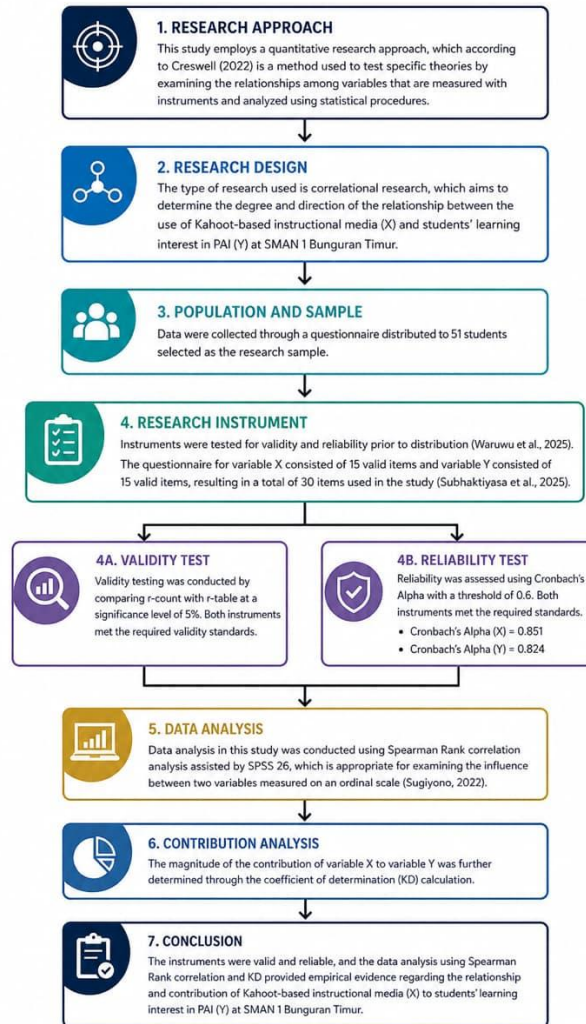 1. RESEARCH APPROACH
This study employs a quantitative research approach, which according
to Creswell (2022) is a method used to test specific theories by
examining the relationships among variables that are measured with
instruments and analyzed using statistical procedures.
2. RESEARCH DESIGN
The type of research used is correlational research, which aims to
determine the degree and direction of the relationship between the
use of Kahoot-based instructional media (X) and students' learning
interest in PAI (Y) at SMAN 1 Bunguran Timur.
3. POPULATION AND SAMPLE
Data were collected through a questionnaire distributed to 51 students
selected as the research sample.
4. RESEARCH INSTRUMENT
Instruments were tested for validity and reliability prior to distribution (Waruwu et al., 2025).
The questionnaire for variable X consisted of 15 valid items and variable Y consisted of
15 valid items, resulting in a total of 30 items used in the study (Subhaktiyasa et al., 2025).
4A. VALIDITY TEST
Validity testing was conducted by
comparing r-count with r-table at a
significance level of 5%. Both instruments
met the required validity standards.
4B. RELIABILITY TEST
Reliability was assessed using Cronbach's
Alpha with a threshold of 0.6. Both
instruments met the required standards.
• Cronbach's Alpha (X) = 0.851
• Cronbach's Alpha (Y) = 0.824
5. DATA ANALYSIS
Data analysis in this study was conducted using Spearman Rank correlation
analysis assisted by SPSS 26, which is appropriate for examining the influence
between two variables measured on an ordinal scale (Sugiyono, 2022).
6. CONTRIBUTION ANALYSIS
The magnitude of the contribution of variable X to variable Y was further
determined through the coefficient of determination (KD) calculation.
7. CONCLUSION
The instruments were valid and reliable, and the data analysis using Spearman
Rank correlation and KD provided empirical evidence regarding the relationship
and contribution of Kahoot-based instructional media (X) to students' learning
interest in PAI (Y) at SMAN 1 Bunguran Timur.